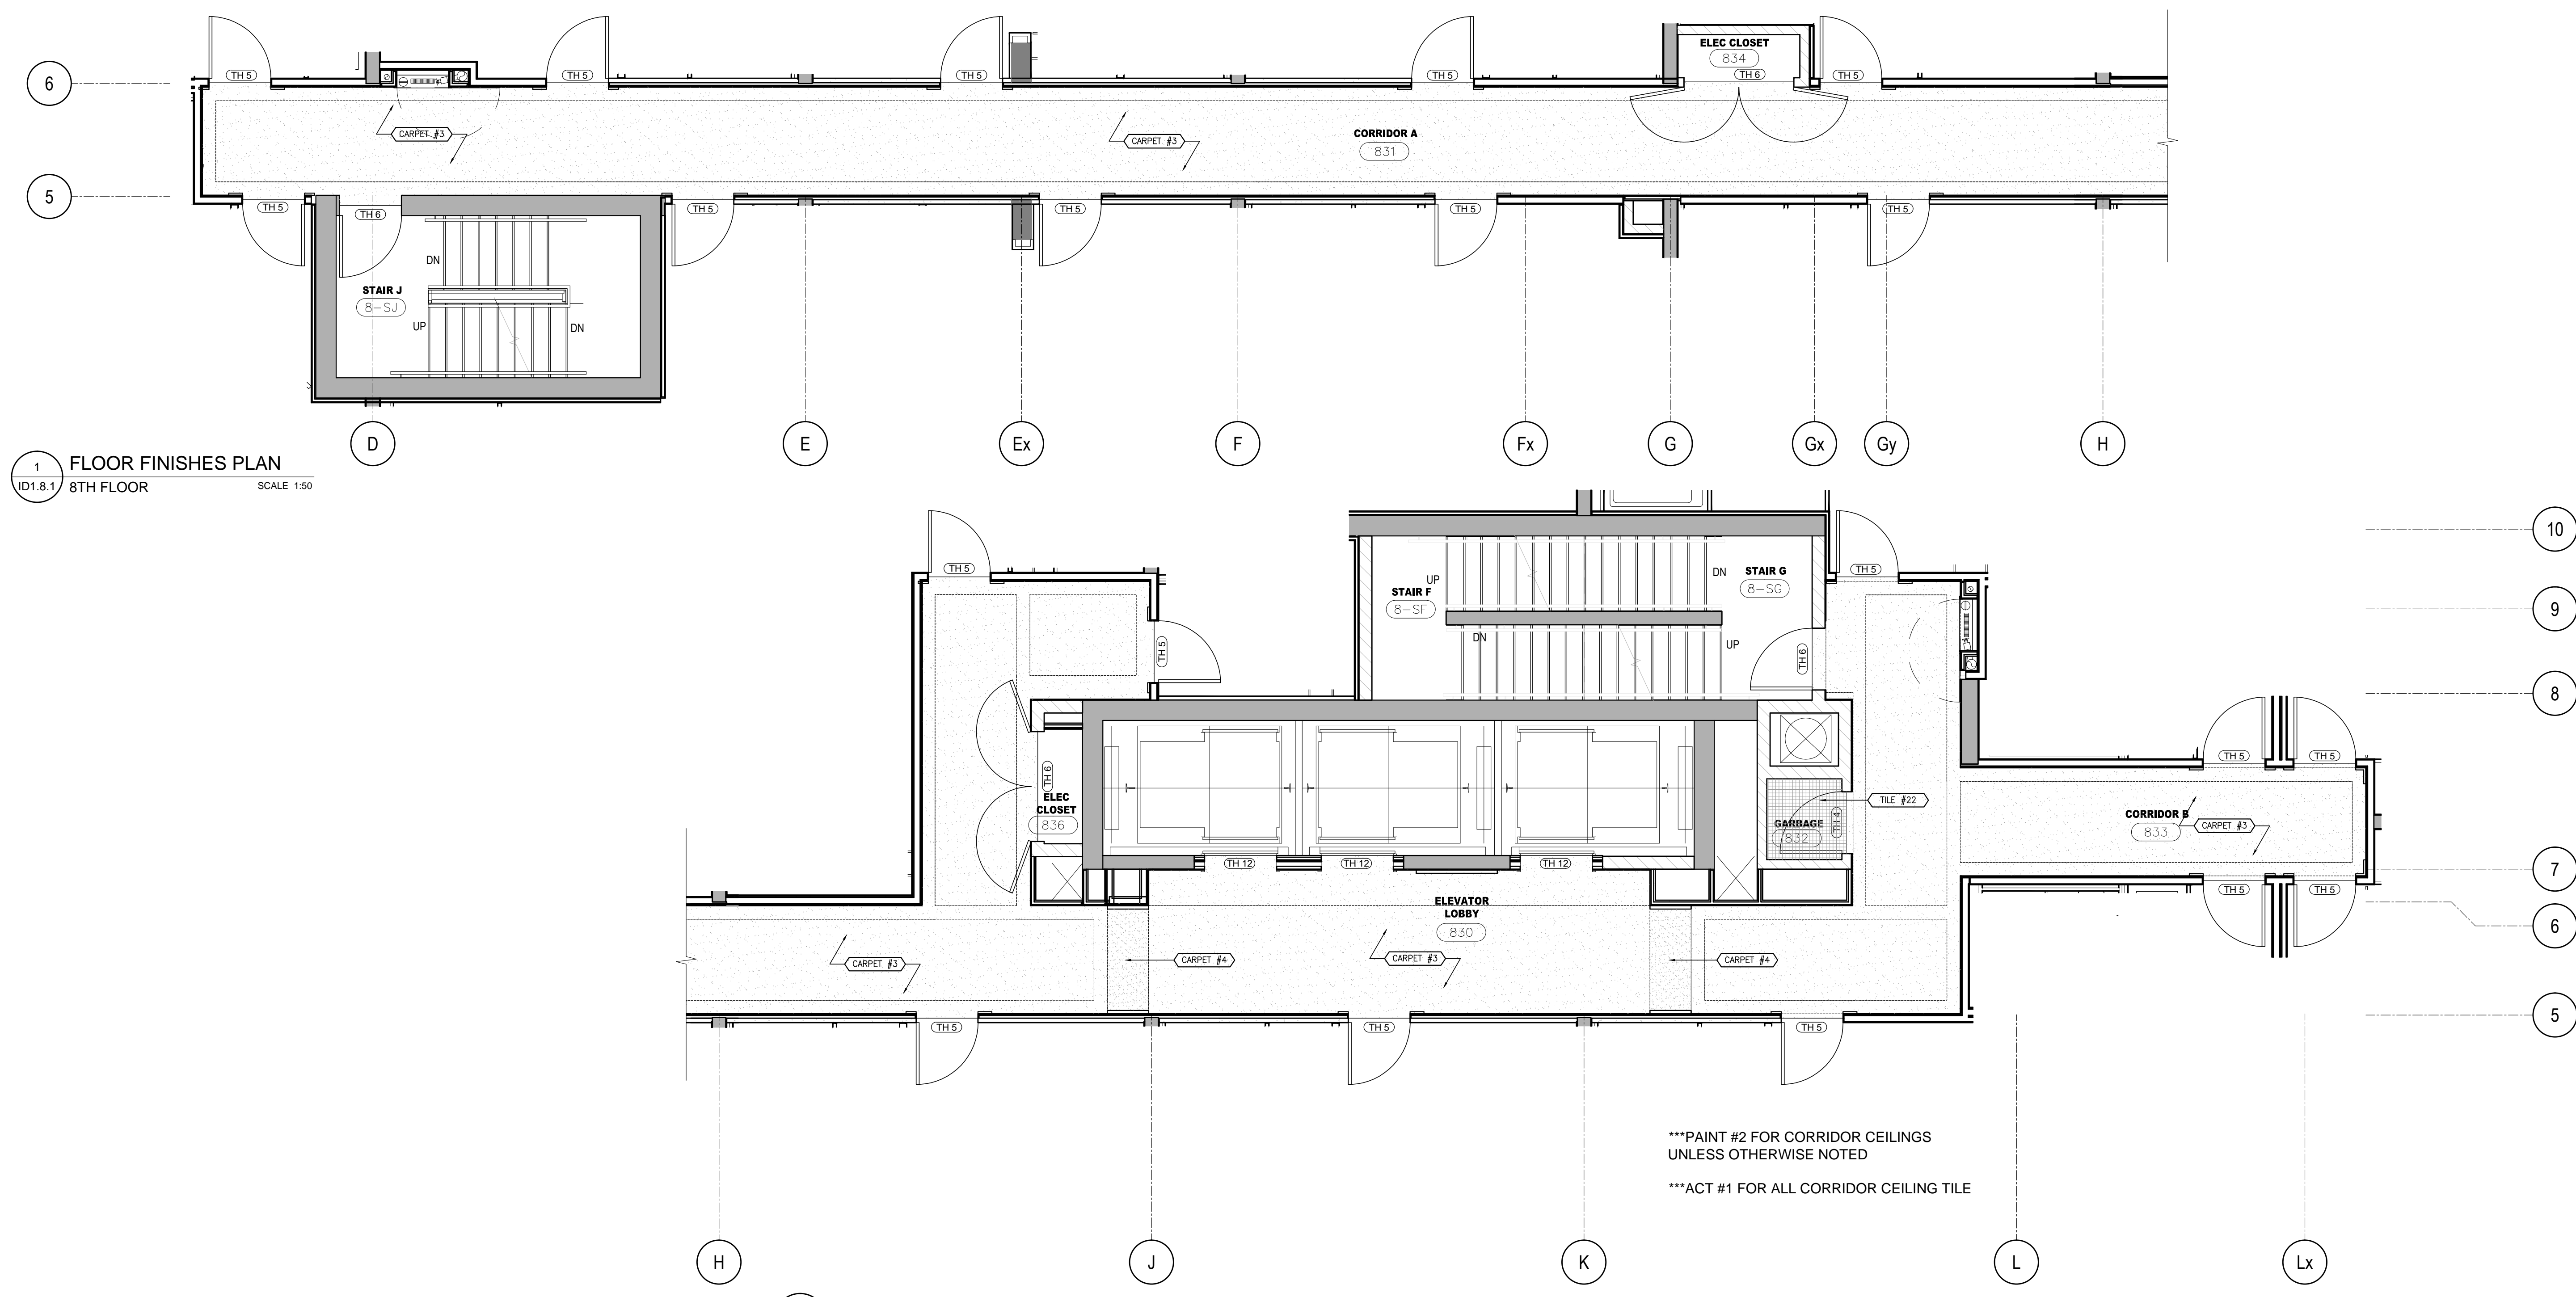 ELEC CLOSET
834
6
TH 5
TH 5
TH 5
TH 5
TH 6
TH 5
CARPET #3
CARPET #3
CORRIDOR A
831
5
TH 5
TH 6
TH 5
TH 5
TH 5
TH 5
DN
STAIR J
8-SJ
UP
DN
D
E
Ex
F
Fx
G
Gx
Gy
H
1
ID1.8.1
FLOOR FINISHES PLAN
8TH FLOOR
SCALE 1:50
10
TH 5
UP
STAIR F
8-SF
DN
STAIR G
8-SG
TH 5
9
DN
UP
TH 5
TH 6
8
TH 5
TH 5
TH 6
ELEC
CLOSET
836
TILE #22
GARBAGE
832
TH 4
CORRIDOR B
833
CARPET #3
TH 12
TH 12
TH 12
7
TH 5
TH 5
ELEVATOR
LOBBY
830
6
CARPET #3
CARPET #4
CARPET #3
CARPET #4
5
TH 5
TH 5
TH 5
***PAINT #2 FOR CORRIDOR CEILINGS
UNLESS OTHERWISE NOTED
***ACT #1 FOR ALL CORRIDOR CEILING TILE
H
J
K
L
Lx